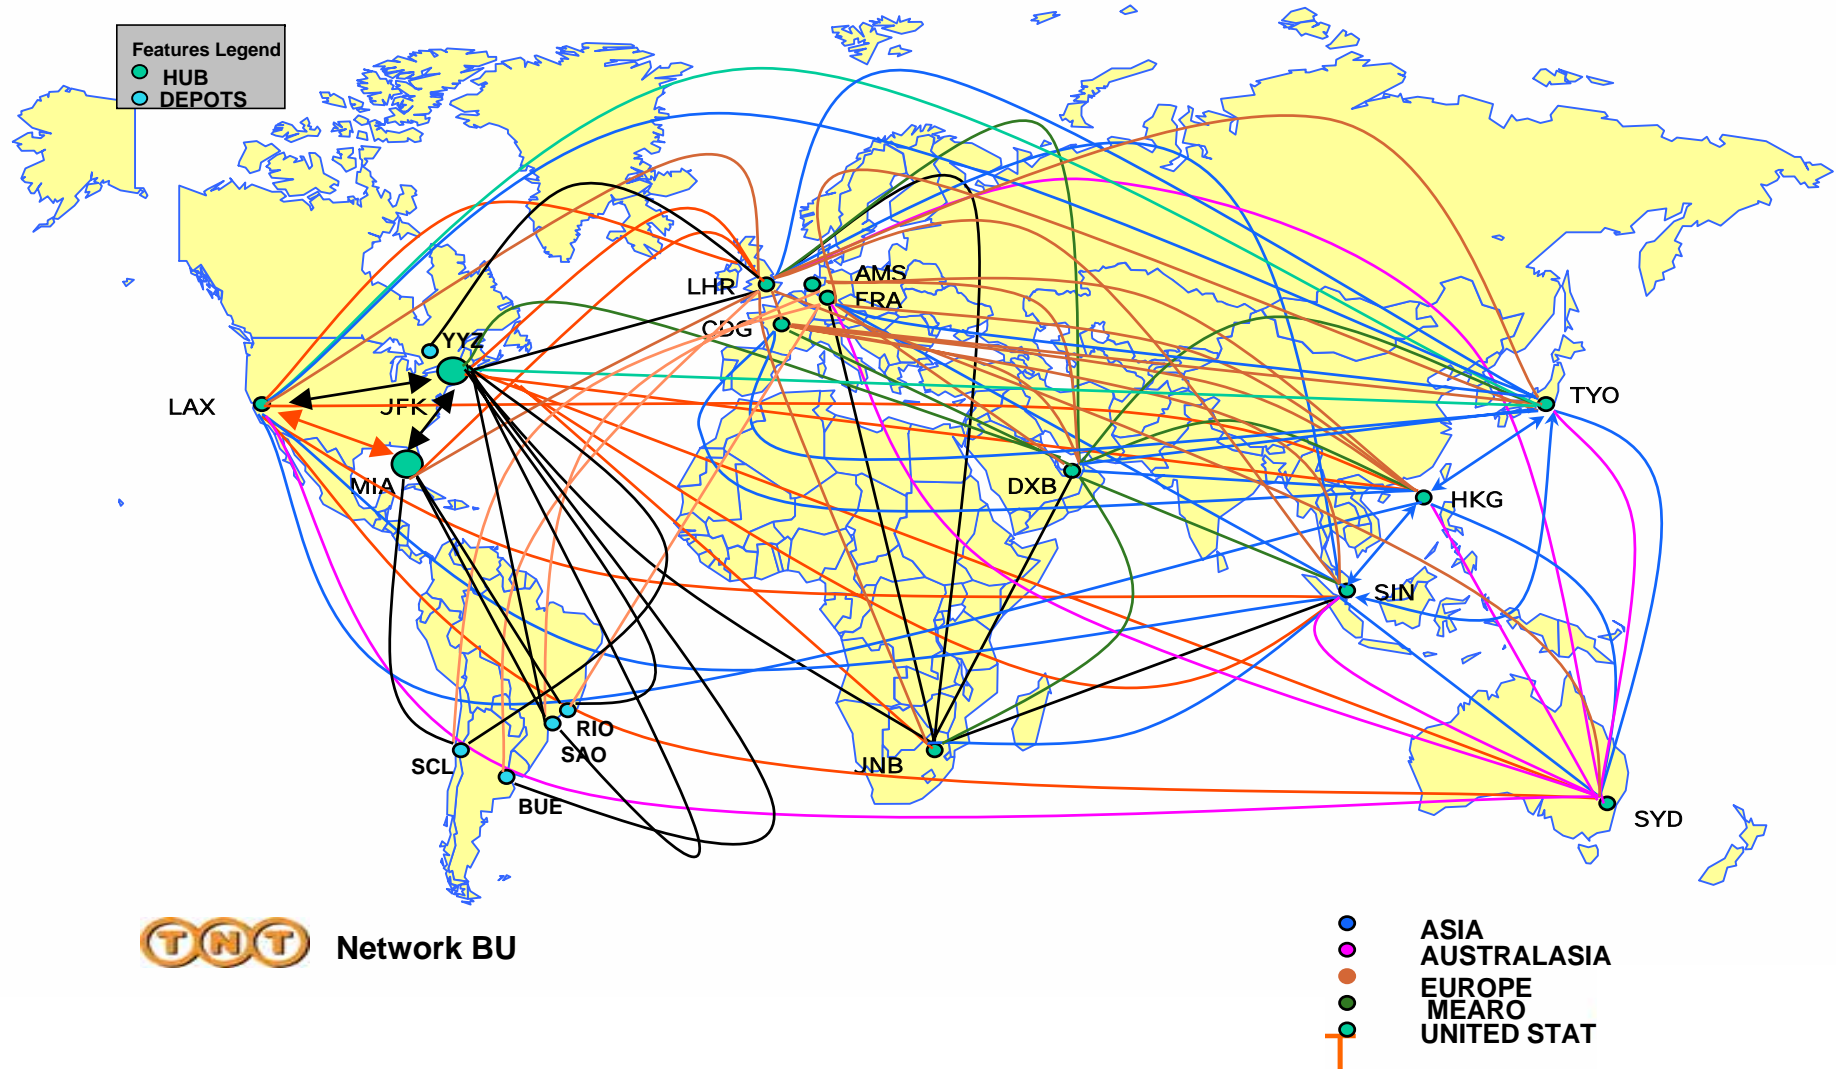 Features Legend
HUB
DEPOTS
LHR
AMS
FRA
CDG
YYZ
LAX
JFK
TYO
MIA
DXB
HKG
SIN
RIO
SAO
SCL
JNB
BUE
SYD
TNT
Network BU
ASIA
AUSTRALASIA
EUROPE
MEARO
UNITED STAT
T